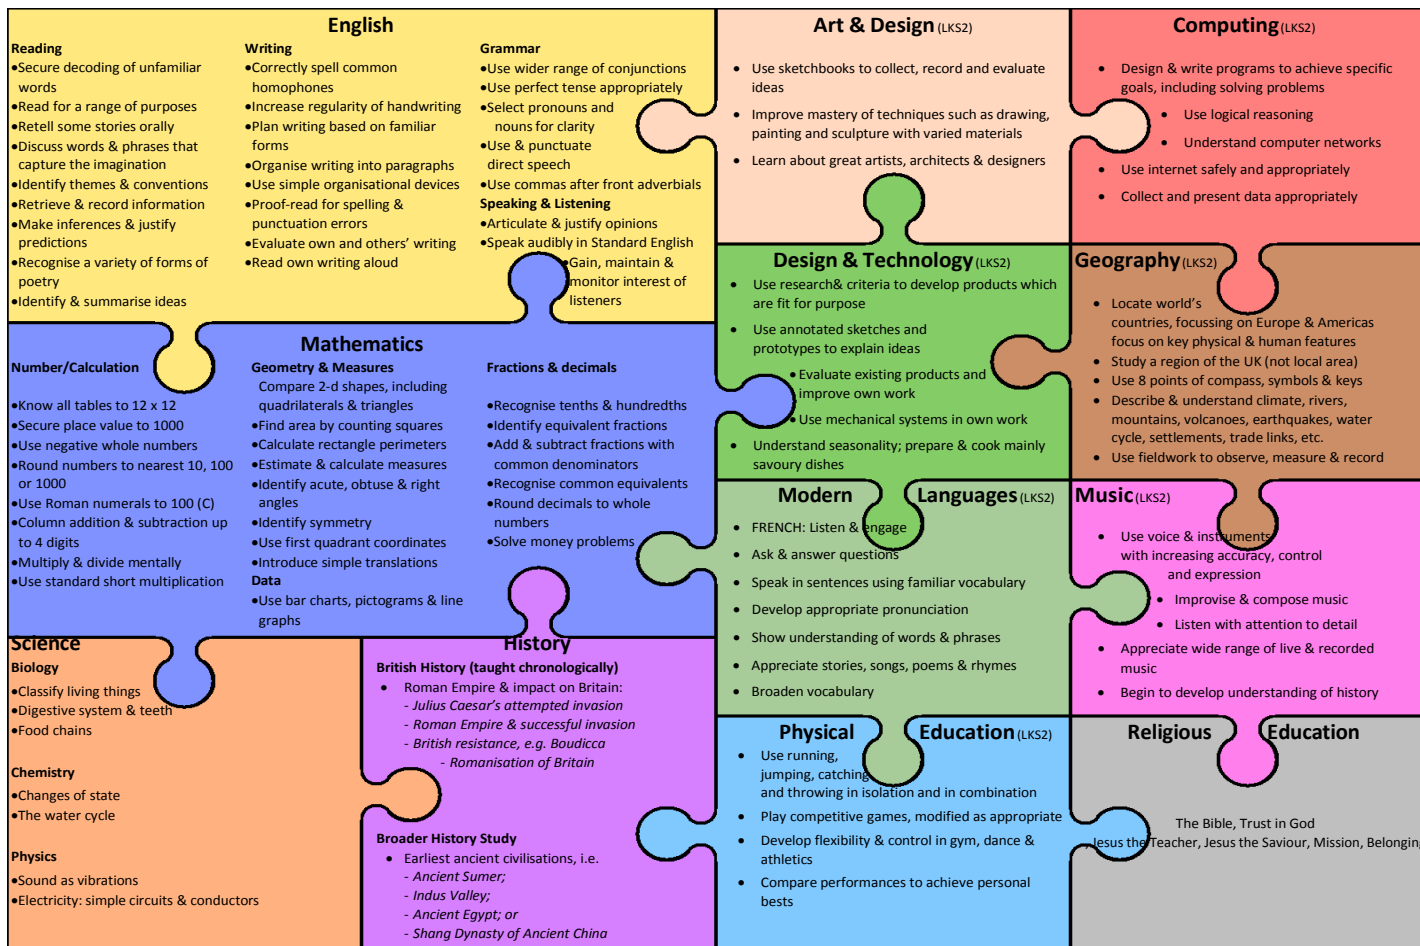 English
Reading
•Secure decoding of unfamiliar
words
•Read for a range of purposes
•Retell some stories orally
•Discuss words & phrases that
capture the imagination
•Identify themes & conventions
•Retrieve & record information
•Make inferences & justify
predictions
•Recognise a variety of forms of
poetry
•Identify & summarise ideas
Writing
•Correctly spell common
homophones
•Increase regularity of handwriting
•Plan writing based on familiar
forms
•Organise writing into paragraphs
•Use simple organisational devices
•Proof-read for spelling &
punctuation errors
•Evaluate own and others’ writing
•Read own writing aloud
Grammar
•Use wider range of conjunctions
•Use perfect tense appropriately
•Select pronouns and
nouns for clarity
•Use & punctuate
direct speech
•Use commas after front adverbials
Speaking & Listening
•Articulate & justify opinions
•Speak audibly in Standard English
•Gain, maintain &
monitor interest of
listeners
Art & Design (LKS2)
• Use sketchbooks to collect, record and evaluate
ideas
• Improve mastery of techniques such as drawing,
painting and sculpture with varied materials
• Learn about great artists, architects & designers
Computing (LKS2)
• Design & write programs to achieve specific
goals, including solving problems
• Use logical reasoning
• Understand computer networks
• Use internet safely and appropriately
• Collect and present data appropriately
Mathematics
Number/Calculation
•Know all tables to 12 x 12
•Secure place value to 1000
•Use negative whole numbers
•Round numbers to nearest 10, 100
or 1000
•Use Roman numerals to 100 (C)
•Column addition & subtraction up
to 4 digits
•Multiply & divide mentally
•Use standard short multiplication
Geometry & Measures
Compare 2-d shapes, including
quadrilaterals & triangles
•Find area by counting squares
•Calculate rectangle perimeters
•Estimate & calculate measures
•Identify acute, obtuse & right
angles
•Identify symmetry
•Use first quadrant coordinates
•Introduce simple translations
Data
•Use bar charts, pictograms & line
graphs
Fractions & decimals
•Recognise tenths & hundredths
•Identify equivalent fractions
•Add & subtract fractions with
common denominators
•Recognise common equivalents
•Round decimals to whole
numbers
•Solve money problems
Design & Technology (LKS2)
• Use research& criteria to develop products which
are fit for purpose
• Use annotated sketches and
prototypes to explain ideas
• Evaluate existing products and
improve own work
• Use mechanical systems in own work
• Understand seasonality; prepare & cook mainly
savoury dishes
Geography (LKS2)
• Locate world’s
countries, focussing on Europe & Americas
focus on key physical & human features
• Study a region of the UK (not local area)
• Use 8 points of compass, symbols & keys
• Describe & understand climate, rivers,
mountains, volcanoes, earthquakes, water
cycle, settlements, trade links, etc.
• Use fieldwork to observe, measure & record
Modern Languages (LKS2)
• FRENCH: Listen & engage
• Ask & answer questions
• Speak in sentences using familiar vocabulary
• Develop appropriate pronunciation
• Show understanding of words & phrases
• Appreciate stories, songs, poems & rhymes
• Broaden vocabulary
Music (LKS2)
• Use voice & instruments
with increasing accuracy, control
and expression
• Improvise & compose music
• Listen with attention to detail
• Appreciate wide range of live & recorded
music
• Begin to develop understanding of history
Science
Biology
•Classify living things
•Digestive system & teeth
•Food chains
Chemistry
•Changes of state
•The water cycle
Physics
•Sound as vibrations
•Electricity: simple circuits & conductors
History
British History (taught chronologically)
• Roman Empire & impact on Britain:
- Julius Caesar’s attempted invasion
- Roman Empire & successful invasion
- British resistance, e.g. Boudicca
- Romanisation of Britain
Broader History Study
• Earliest ancient civilisations, i.e.
- Ancient Sumer;
- Indus Valley;
- Ancient Egypt; or
- Shang Dynasty of Ancient China
Physical Education (LKS2)
• Use running,
jumping, catching
and throwing in isolation and in combination
• Play competitive games, modified as appropriate
• Develop flexibility & control in gym, dance &
athletics
• Compare performances to achieve personal
bests
Religious Education
The Bible, Trust in God
, Jesus the Teacher, Jesus the Saviour, Mission, Belonging